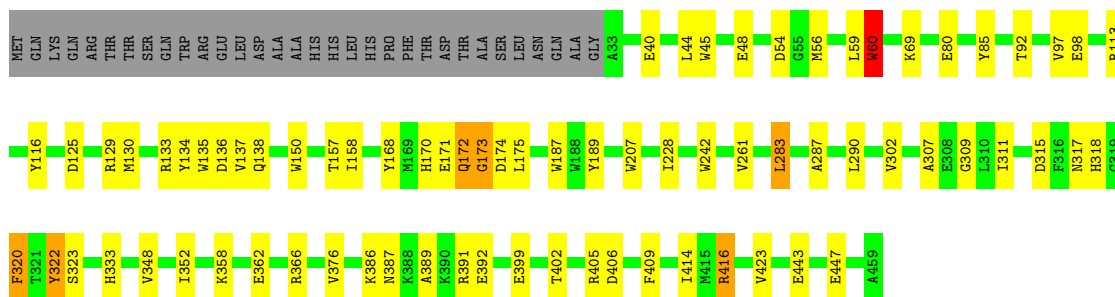 MET GLN LYS GLN ARG THR THR SER GLN TRP ARG GLU LEU ASP ALA ALA HIS HIS LEU HIS PRO PHE THR ASP THR ALA SER LEU ASN GLN ALA GLY A33 E40 L44 W45 E48 D54 G55 M56 L59 W60 K69 E80 Y85 T92 V97 E98
Y116 D125 R129 M130 R133 Y134 W135 D136 V137 Q138 W150 T157 I158 Y168 M169 H170 E171 Q172 G173 D174 L175 W187 W188 Y189 W207 I228 W242 V261 L283 A287 L290 V302 A307 E308 G309 L310 I311 D315 F316 N317 H318
F320 T321 Y322 S323 H333 V348 I352 K358 E362 R366 V376 K386 N387 K388 A389 K390 R391 E392 E399 T402 R405 D406 F409 I414 M415 R416 V423 E443 E447 A459